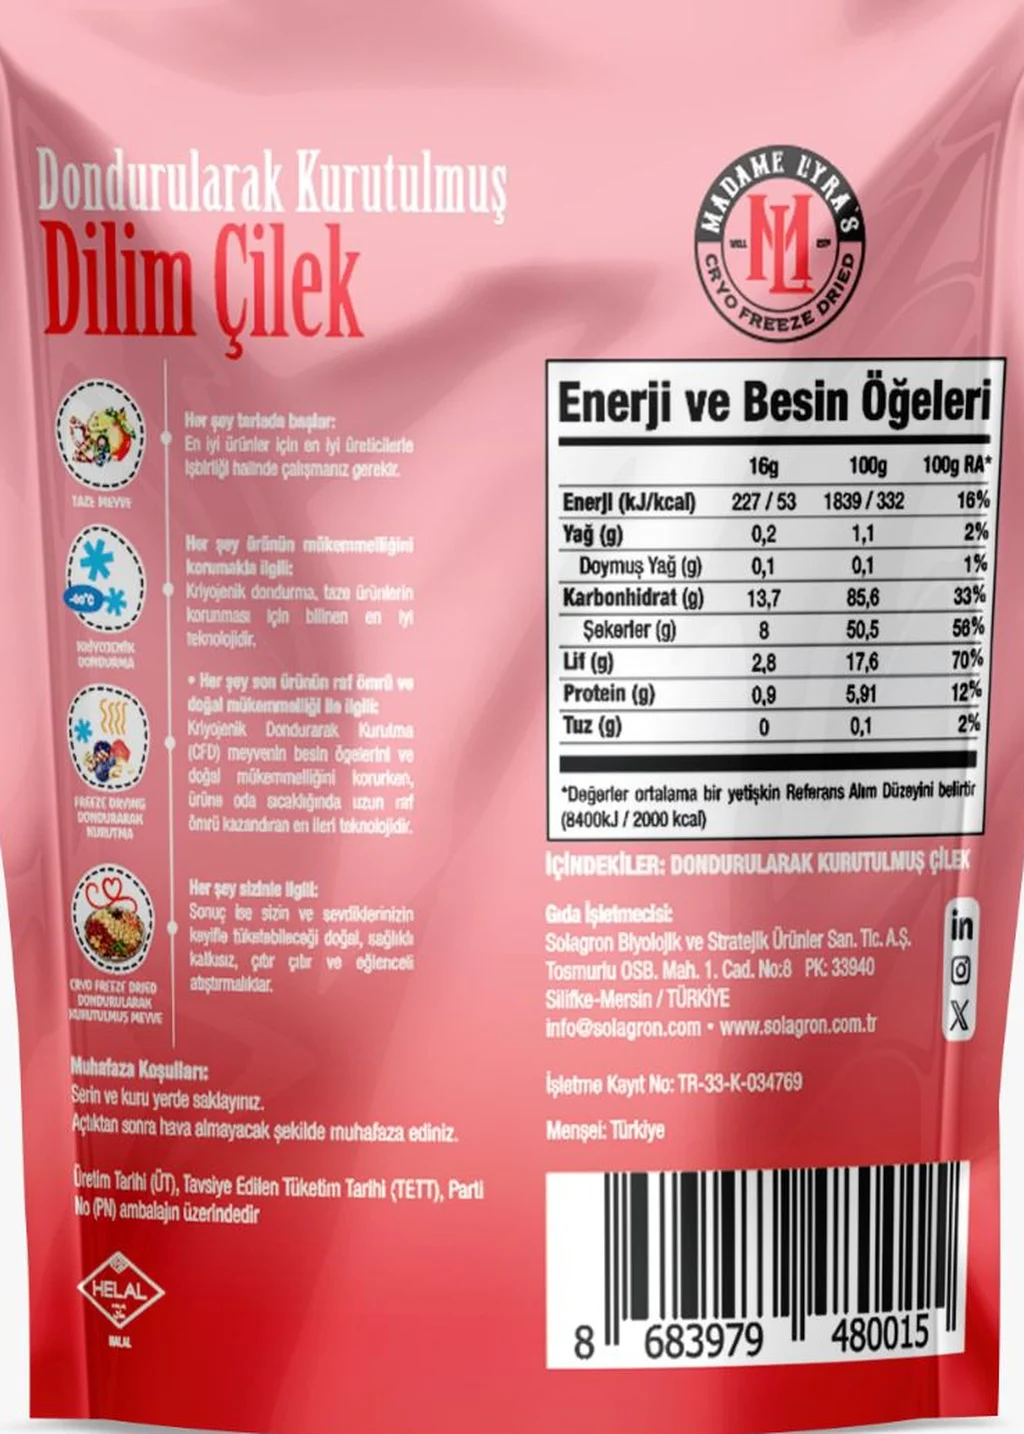 Dondurularak Kurutulmuş
Dilim Çilek
MADAME L'YRA'S
CRYO FREEZE DRIED
Her şey tarlada başlar:
En iyi ürünler için en iyi üreticilerle
işbirliği halinde çalışmanız gerekir.
TAZE MEYVE
Her şey ürünün mükemmelliğini
korumakla ilgili:
Kriyojenik dondurma, taze ürünlerin
korunması için bilinen en iyi
teknolojidir.
-60°C
KRİYOJENİK
DONDURMA
• Her şey son ürünün raf ömrü ve
doğal mükemmelliği ile ilgili:
Kriyojenik Dondurarak Kurutma
(CFD) meyvenin besin ögelerini ve
doğal mükemmelliğini korurken,
ürüne oda sıcaklığında uzun raf
ömrü kazandıran en ileri teknolojidir.
FREEZE DRYING
DONDURARAK
KURUTMA
Her şey sizinle ilgili:
Sonuç ise sizin ve sevdiklerinizin
keyifle tüketebileceği doğal, sağlıklı
katkısız, çıtır çıtır ve eğlenceli
atıştırmalıklar.
CRYO FREEZE DRIED
DONDURULARAK
KURUTULMUŞ MEYVE
Muhafaza Koşulları:
Serin ve kuru yerde saklayınız.
Açtıktan sonra hava almayacak şekilde muhafaza ediniz.
Üretim Tarihi (ÜT), Tavsiye Edilen Tüketim Tarihi (TETT), Parti
No (PN) ambalajın üzerindedir
HELAL
HALAL
Enerji ve Besin Öğeleri
16g 100g 100g RA*
Enerji (kJ/kcal) 227 / 53 1839 / 332 16%
Yağ (g) 0,2 1,1 2%
Doymuş Yağ (g) 0,1 0,1 1%
Karbonhidrat (g) 13,7 85,6 33%
Şekerler (g) 8 50,5 56%
Lif (g) 2,8 17,6 70%
Protein (g) 0,9 5,91 12%
Tuz (g) 0 0,1 2%
*Değerler ortalama bir yetişkin Referans Alım Düzeyini belirtir
(8400kJ / 2000 kcal)
İÇİNDEKİLER: DONDURULARAK KURUTULMUŞ ÇİLEK
Gıda İşletmecisi:
Solagron Biyolojik ve Stratejik Ürünler San. Tic. A.Ş.
Tosmurlu OSB. Mah. 1. Cad. No:8 PK: 33940
Silifke-Mersin / TÜRKİYE
info@solagron.com • www.solagron.com.tr
in
X
İşletme Kayıt No: TR-33-K-034769
Menşei: Türkiye
8 683979 480015